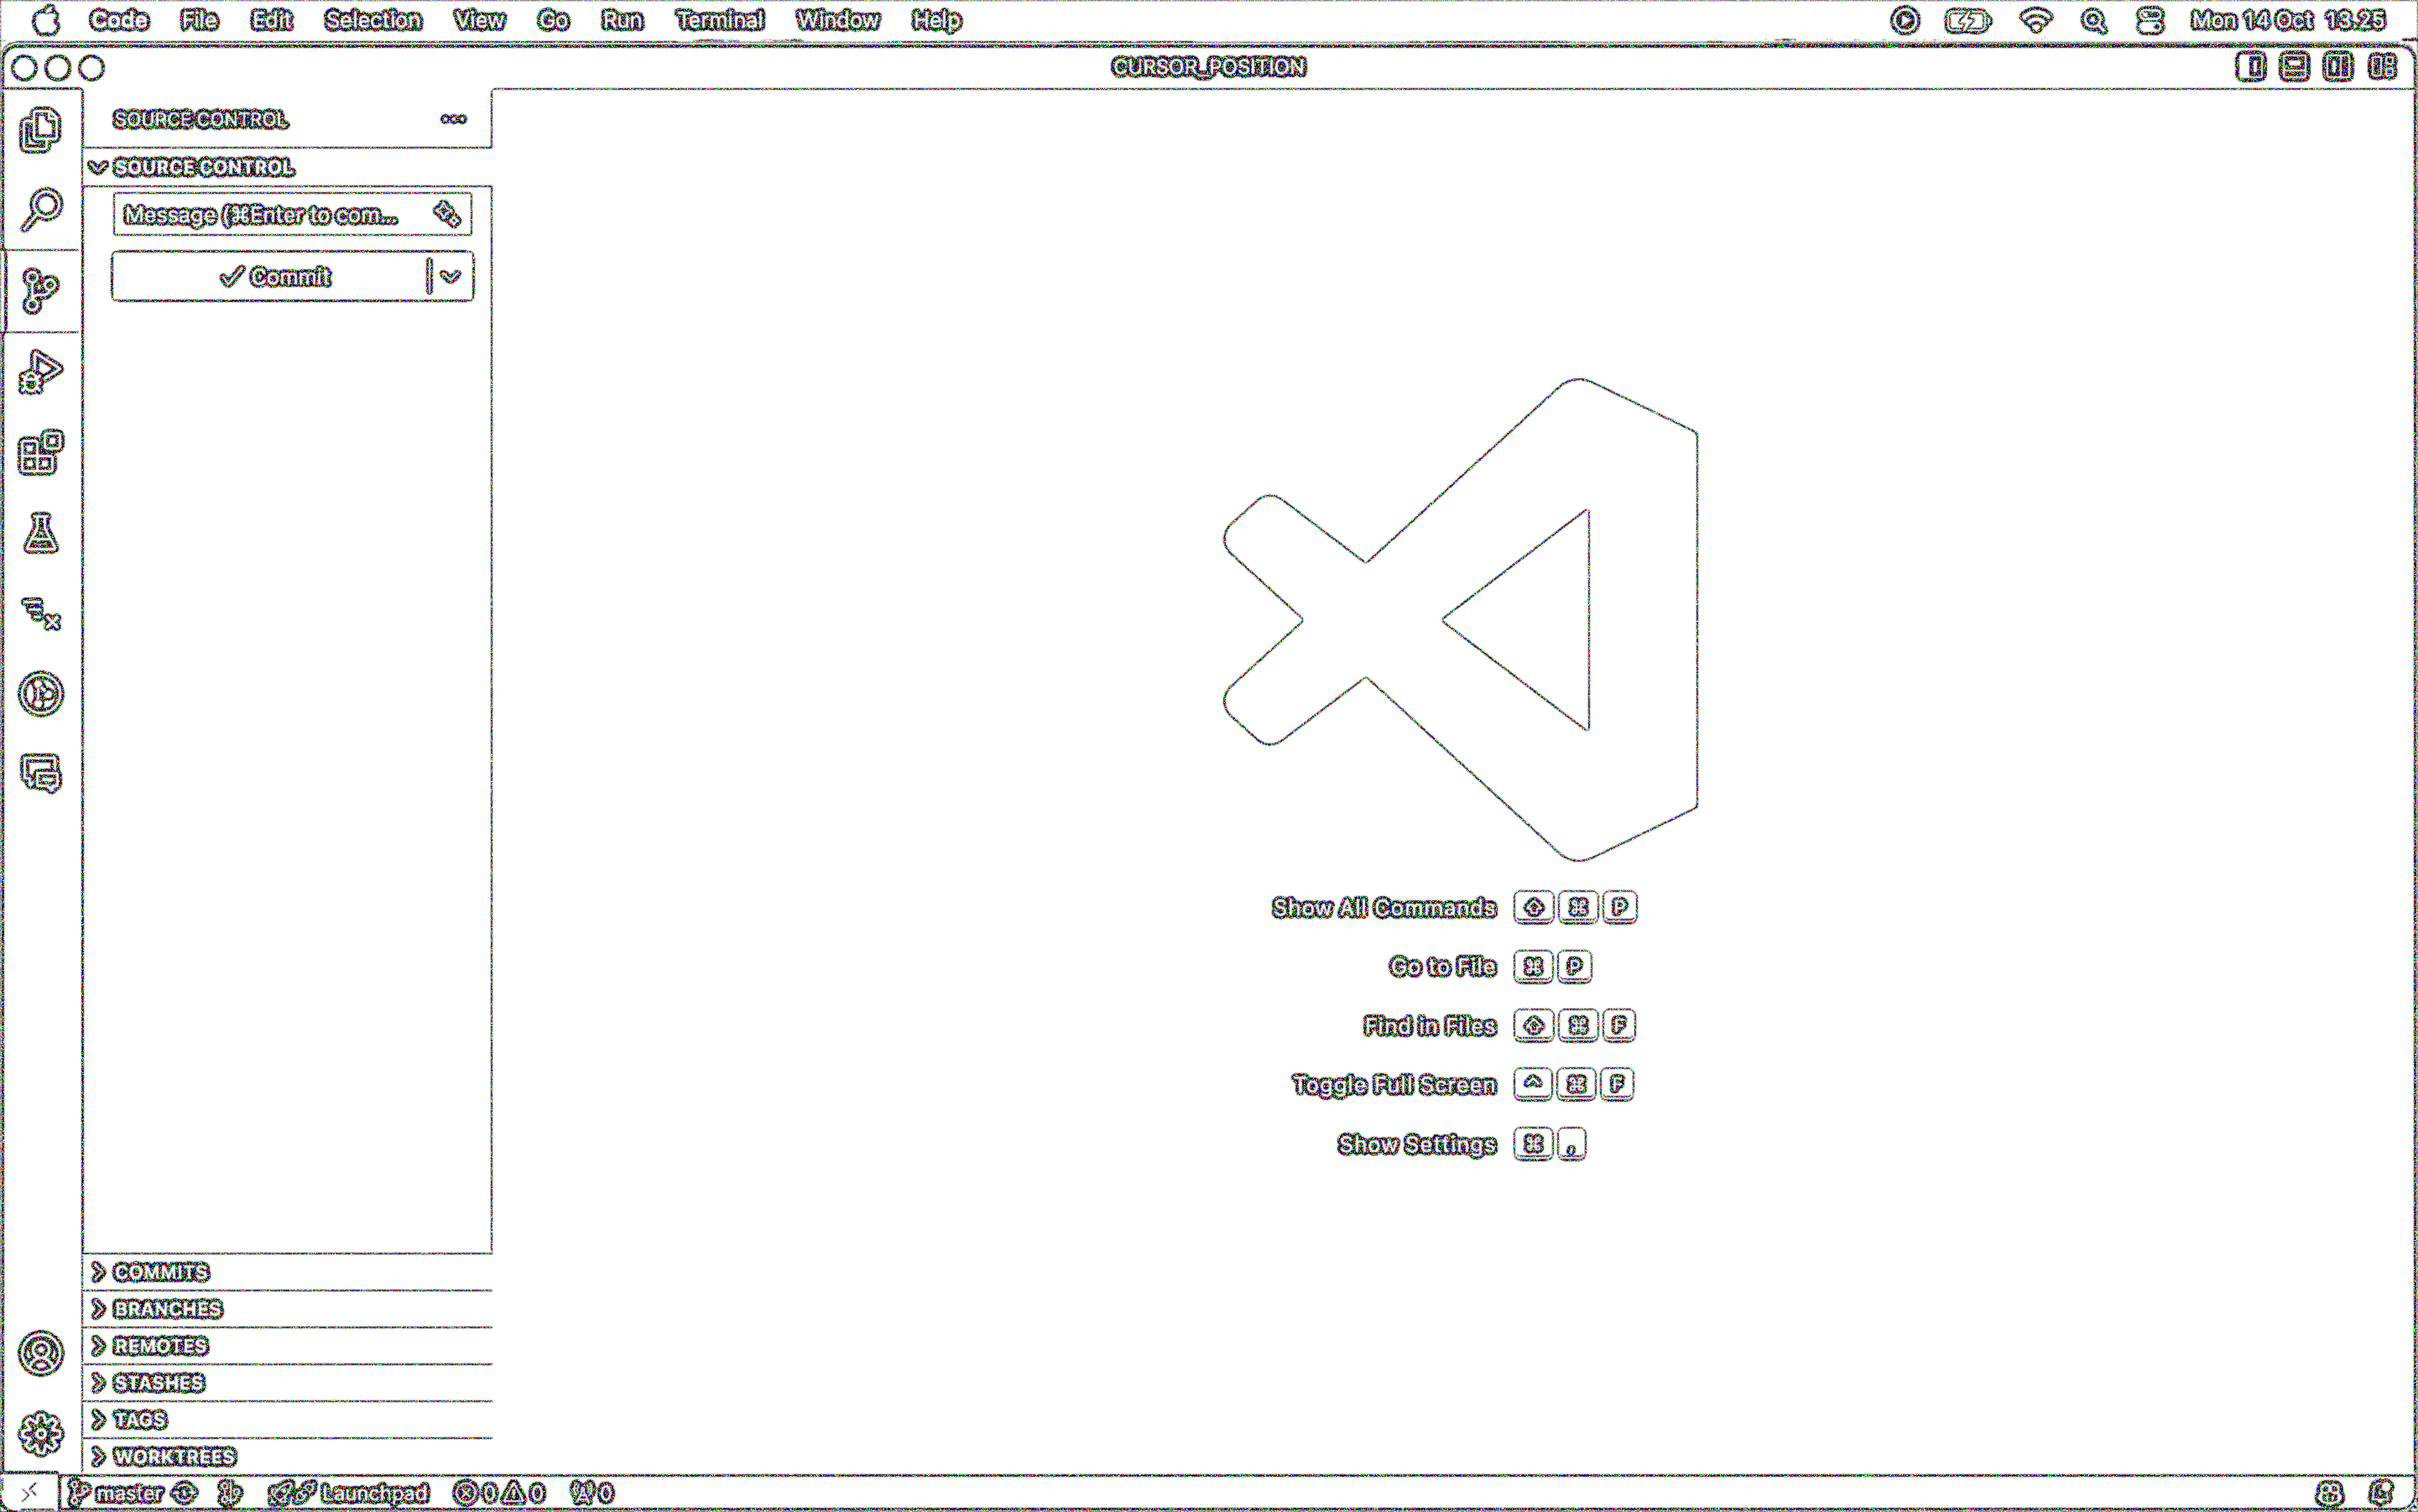 Code File Edit Selection View Go Run Terminal Window Help Mon 14 Oct 13.25
CURSOR_POSITION
SOURCE CONTROL
SOURCE CONTROL
Message (⌘Enter to com...
Commit
Show All Commands ⇧ ⌘ P
Go to File ⌘ P
Find in Files ⇧ ⌘ F
Toggle Full Screen ⌃ ⌘ F
Show Settings ⌘ ,
COMMITS
BRANCHES
REMOTES
STASHES
TAGS
WORKTREES
master Launchpad 0 0 0